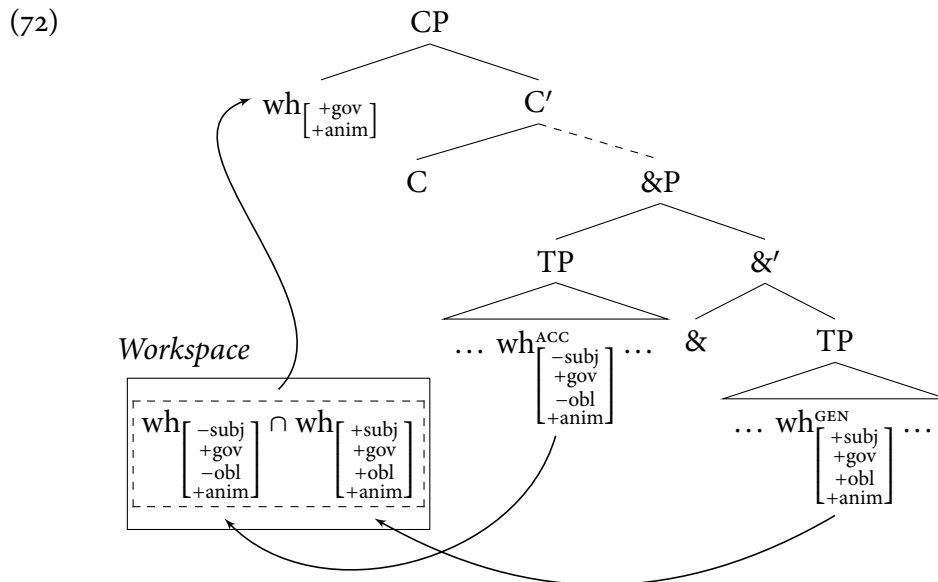 (72)
CP
wh[+gov +anim]
C′
C
&P
TP
&′
Workspace
… wh^ACC[−subj +gov −obl +anim] …
&
TP
wh[−subj +gov −obl +anim] ∩ wh[+subj +gov +obl +anim]
… wh^GEN[+subj +gov +obl +anim] …